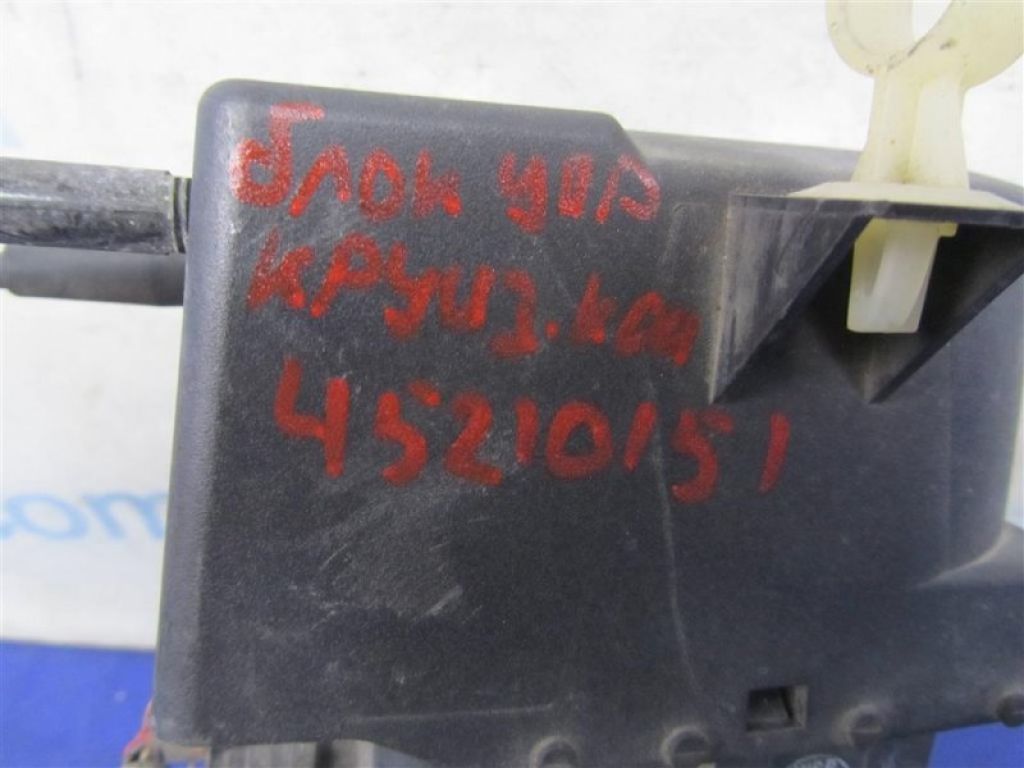 блок упр
круиз.кон
45210151